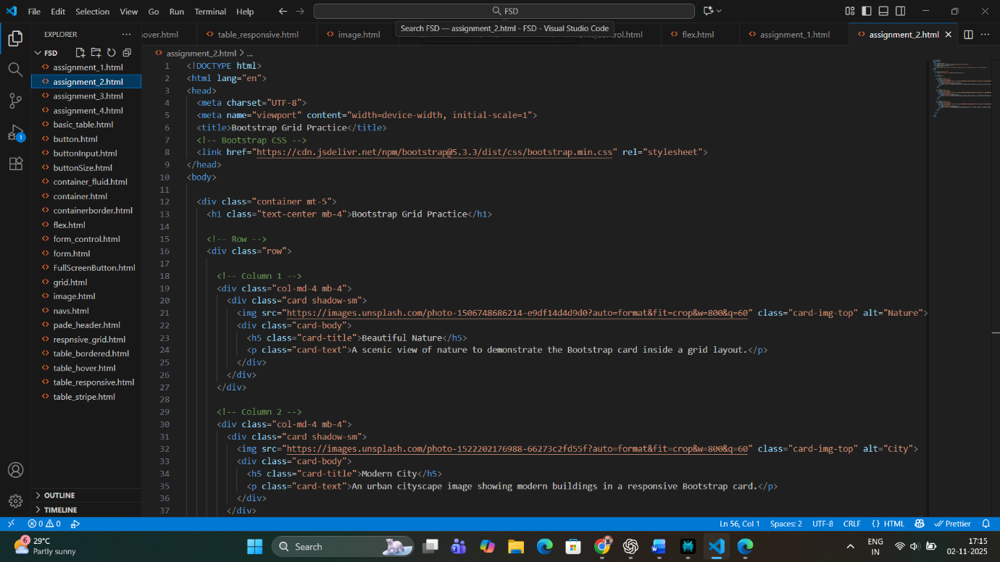 File Edit Selection View Go Run Terminal Help
FSD
EXPLORER
over.html
table_responsive.html
image.html
Search FSD — assignment_2.html - FSD - Visual Studio Code
control.html
flex.html
assignment_1.html
assignment_2.html
FSD
assignment_1.html
assignment_2.html
assignment_3.html
assignment_4.html
basic_table.html
button.html
buttonInput.html
buttonSize.html
container_fluid.html
container.html
containerborder.html
flex.html
form_control.html
form.html
FullScreenButton.html
grid.html
image.html
navs.html
pade_header.html
respnsive_grid.html
table_bordered.html
table_hover.html
table_responsive.html
table_stripe.html
OUTLINE
TIMELINE
1
assignment_2.html > ...
1 <!DOCTYPE html>
2 <html lang="en">
3 <head>
4 <meta charset="UTF-8">
5 <meta name="viewport" content="width=device-width, initial-scale=1">
6 <title>Bootstrap Grid Practice</title>
7 <!-- Bootstrap CSS -->
8 <link href="https://cdn.jsdelivr.net/npm/bootstrap@5.3.3/dist/css/bootstrap.min.css" rel="stylesheet">
9 </head>
10 <body>
11
12 <div class="container mt-5">
13 <h1 class="text-center mb-4">Bootstrap Grid Practice</h1>
14
15 <!-- Row -->
16 <div class="row">
17
18 <!-- Column 1 -->
19 <div class="col-md-4 mb-4">
20 <div class="card shadow-sm">
21 <img src="https://images.unsplash.com/photo-1506748686214-e9df14d4d9d0?auto=format&fit=crop&w=800&q=60" class="card-img-top" alt="Nature">
22 <div class="card-body">
23 <h5 class="card-title">Beautiful Nature</h5>
24 <p class="card-text">A scenic view of nature to demonstrate the Bootstrap card inside a grid layout.</p>
25 </div>
26 </div>
27 </div>
28
29 <!-- Column 2 -->
30 <div class="col-md-4 mb-4">
31 <div class="card shadow-sm">
32 <img src="https://images.unsplash.com/photo-1522202176988-66273c2fd55f?auto=format&fit=crop&w=800&q=60" class="card-img-top" alt="City">
33 <div class="card-body">
34 <h5 class="card-title">Modern City</h5>
35 <p class="card-text">An urban cityscape image showing modern buildings in a responsive Bootstrap card.</p>
36 </div>
37 </div>
0 0
Ln 56, Col 1 Spaces: 2 UTF-8 CRLF {} HTML Prettier
6
29°C
Partly sunny
Search
ENG
IN
17:15
02-11-2025